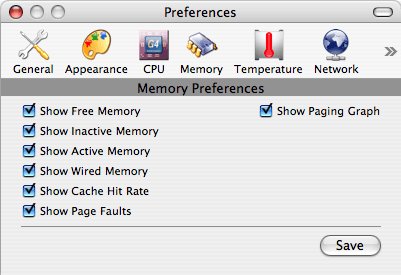 Preferences
G4
General Appearance CPU Memory Temperature Network »
Memory Preferences
Show Free Memory Show Paging Graph
Show Inactive Memory
Show Active Memory
Show Wired Memory
Show Cache Hit Rate
Show Page Faults
Save